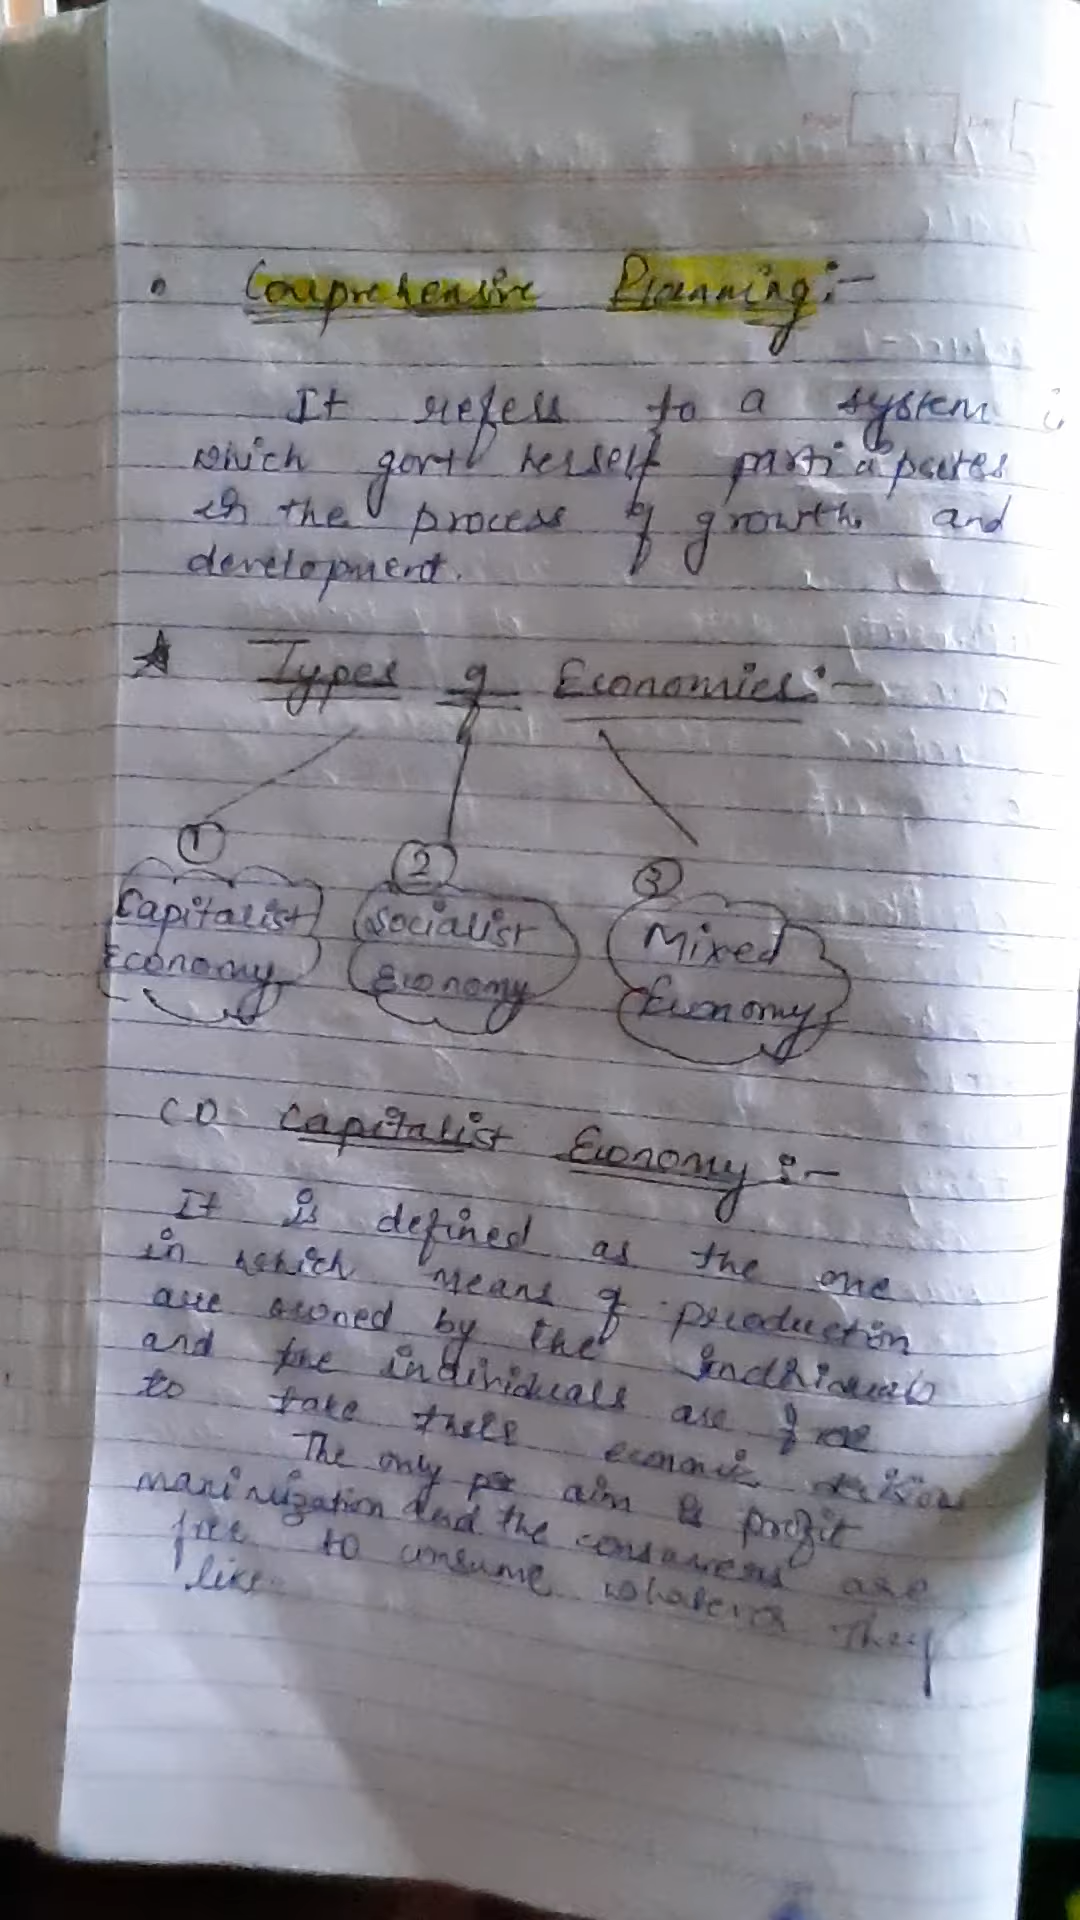 Comprehensive Planning:-
It refers to a system
which govt herself participates
in the process of growth and
development.
Types of Economies:-
1 2 3
Capitalist Economy
Socialist Economy
Mixed Economy
(1) Capitalist Economy:-
It is defined as the one
in which means of production
are owned by the individuals
and the individuals are free
to take there economic decision
The only aim is profit
maximization and the consumers are
free to consume whatever they
like.